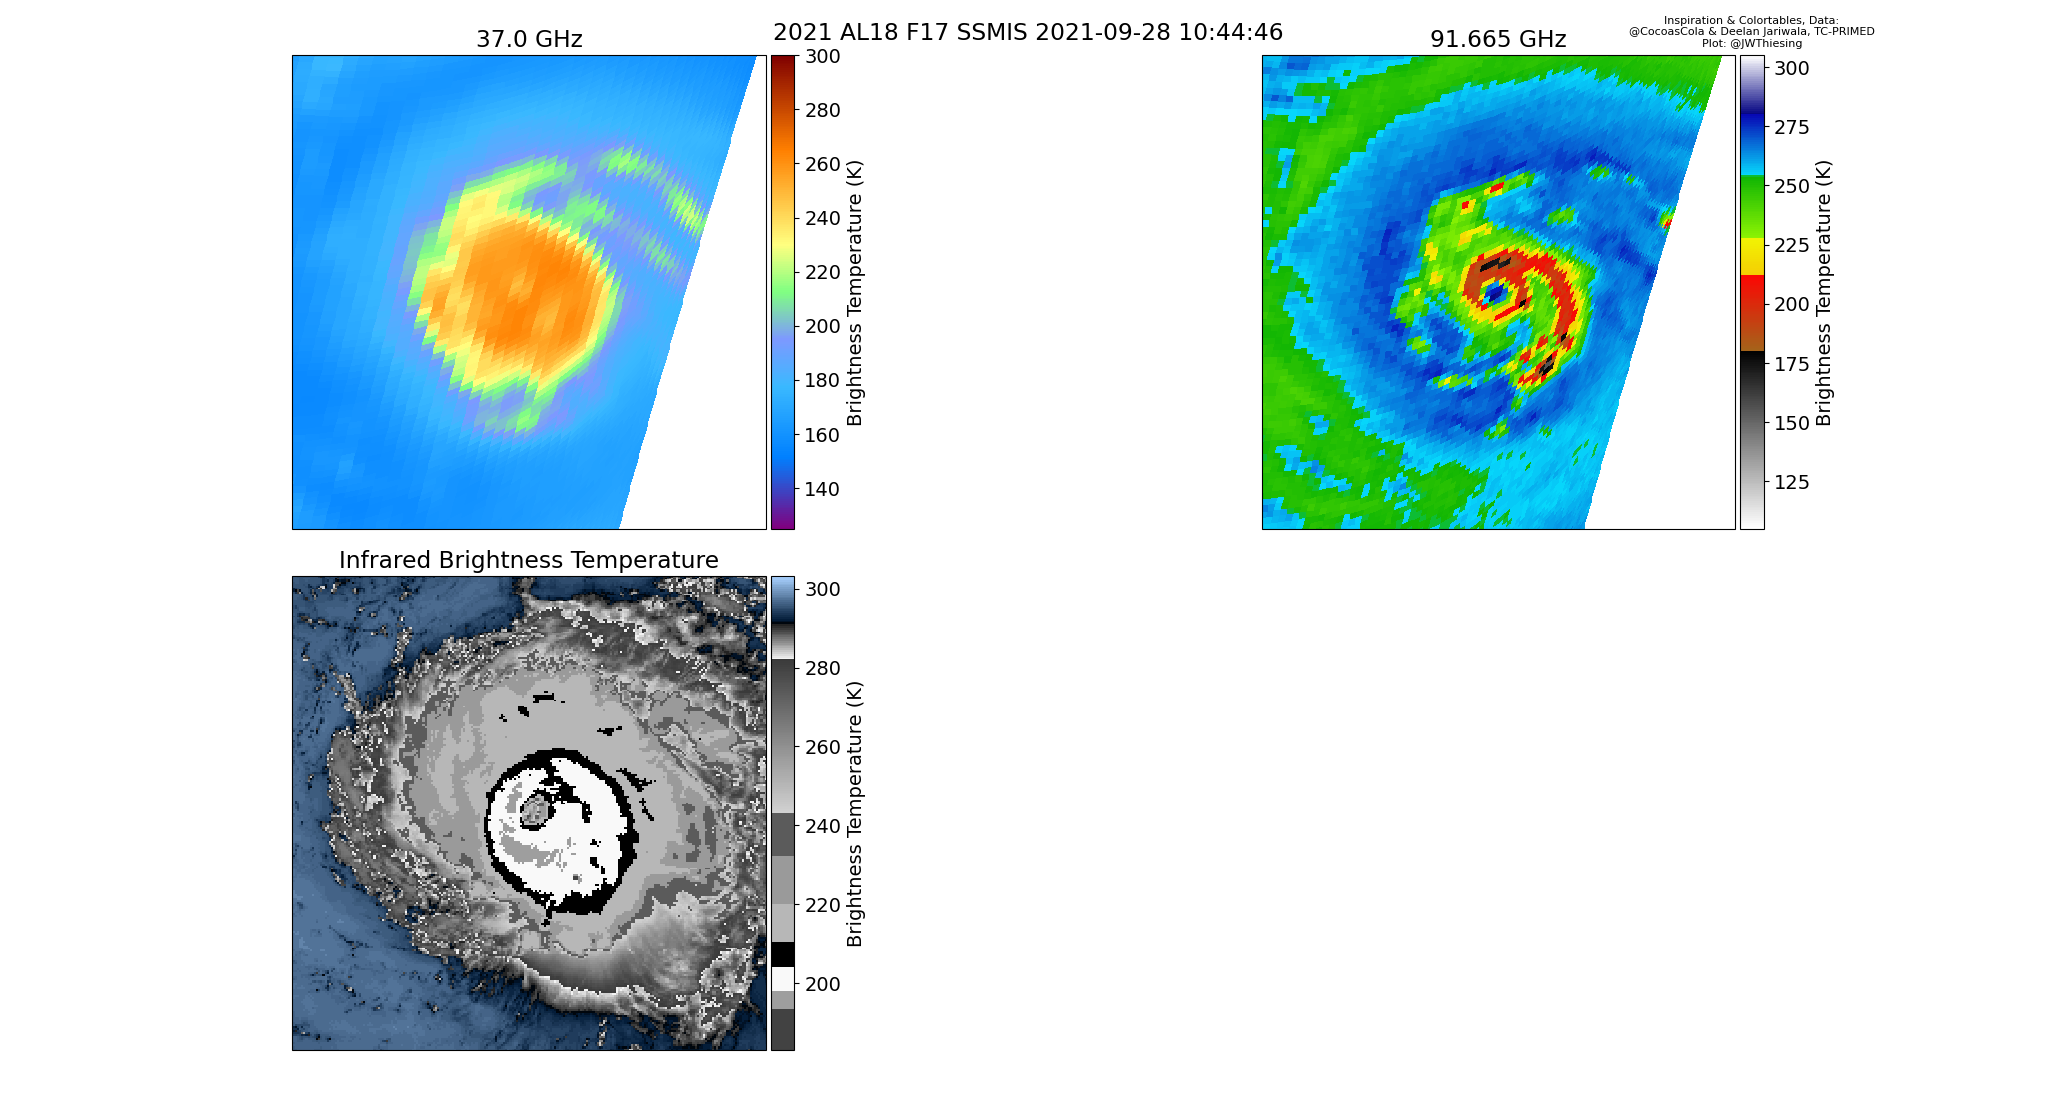 2021 AL18 F17 SSMIS 2021-09-28 10:44:46
Inspiration & Colortables, Data:
@CocoasCola & Deelan Jariwala, TC-PRIMED
Plot: @JWThiesing
37.0 GHz
300
280
260
240
220
200
180
160
140
Brightness Temperature (K)
91.665 GHz
300
275
250
225
200
175
150
125
Brightness Temperature (K)
Infrared Brightness Temperature
300
280
260
240
220
200
Brightness Temperature (K)